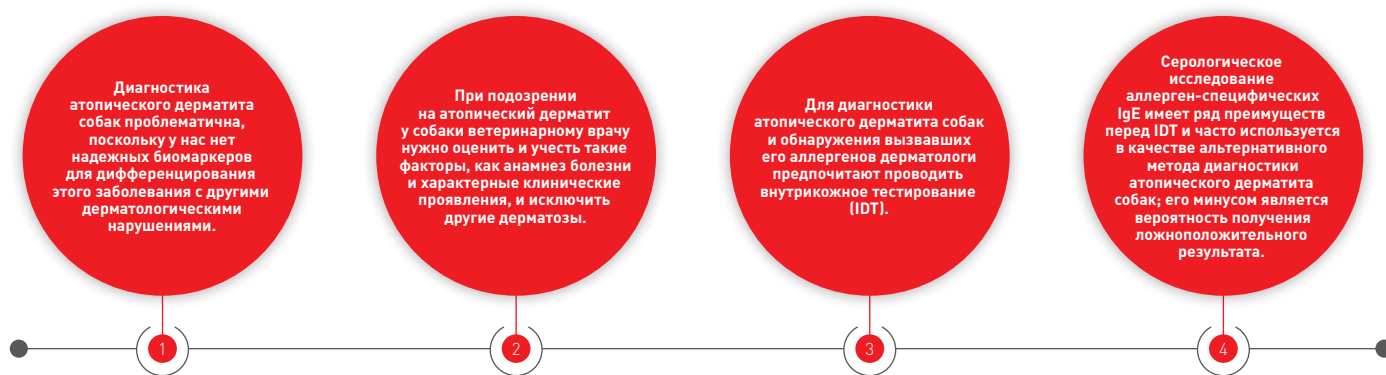 Диагностика
атопического дерматита
собак проблематична,
поскольку у нас нет
надежных биомаркеров
для дифференцирования
этого заболевания с другими
дерматологическими
нарушениями.
1
При подозрении
на атопический дерматит
у собаки ветеринарному врачу
нужно оценить и учесть такие
факторы, как анамнез болезни
и характерные клинические
проявления, и исключить
другие дерматозы.
2
Для диагностики
атопического дерматита собак
и обнаружения вызвавших
его аллергенов дерматологи
предпочитают проводить
внутрикожное тестирование
(IDT).
3
Серологическое
исследование
аллерген-специфических
IgE имеет ряд преимуществ
перед IDT и часто используется
в качестве альтернативного
метода диагностики
атопического дерматита
собак; его минусом является
вероятность получения
ложноположительного
результата.
4